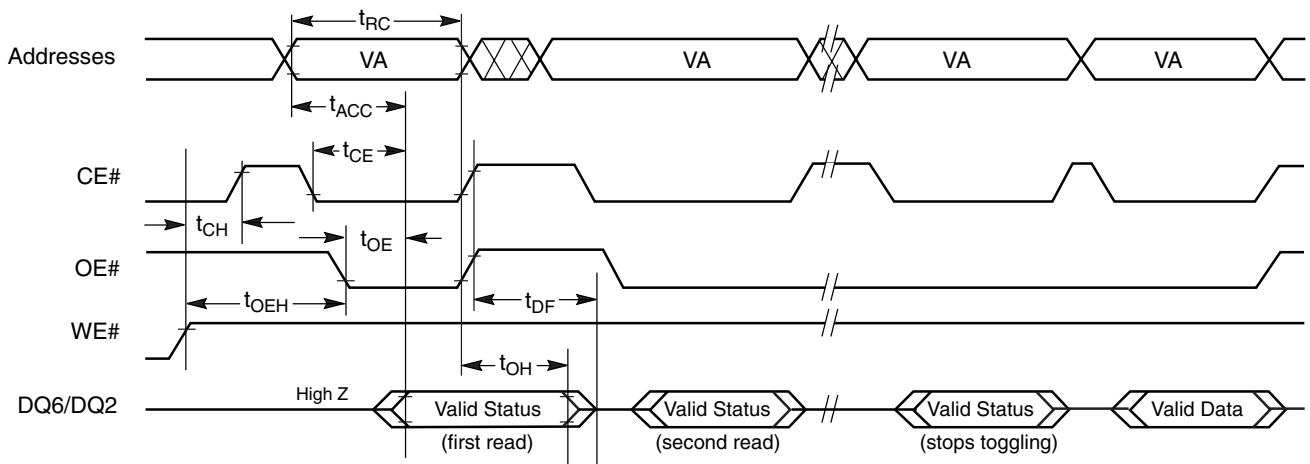 tRC
Addresses VA VA VA VA
tACC
tCE
CE#
tCH
tOE
OE#
tOEH tDF
WE#
tOH
High Z
DQ6/DQ2 Valid Status Valid Status Valid Status Valid Data
(first read) (second read) (stops toggling)